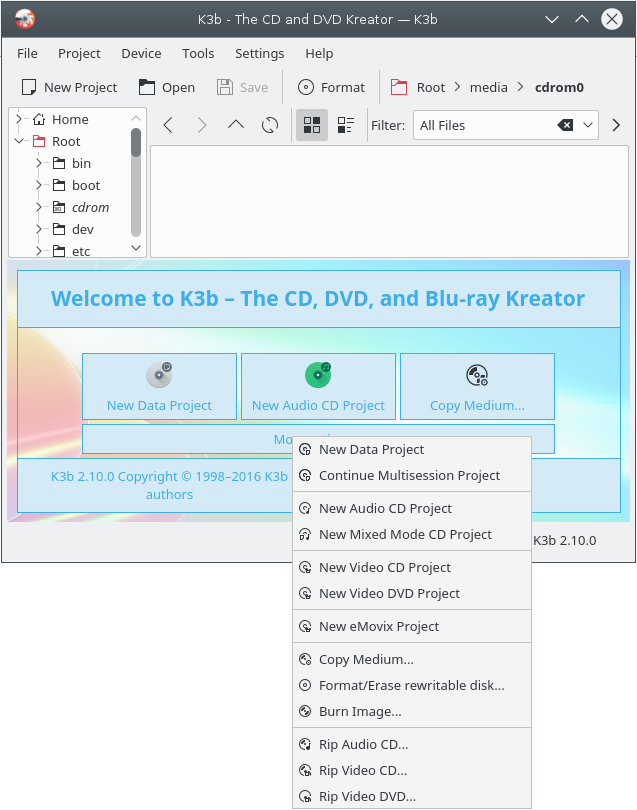 K3b - The CD and DVD Kreator — K3b
File Project Device Tools Settings Help
New Project Open Save Format Root media cdrom0
Home
Root
bin
boot
cdrom
dev
etc
Filter: All Files
Welcome to K3b – The CD, DVD, and Blu-ray Kreator
New Data Project New Audio CD Project Copy Medium...
K3b 2.10.0 Copyright © 1998–2016 K3b
authors
K3b 2.10.0
New Data Project
Continue Multisession Project
New Audio CD Project
New Mixed Mode CD Project
New Video CD Project
New Video DVD Project
New eMovix Project
Copy Medium...
Format/Erase rewritable disk...
Burn Image...
Rip Audio CD...
Rip Video CD...
Rip Video DVD...